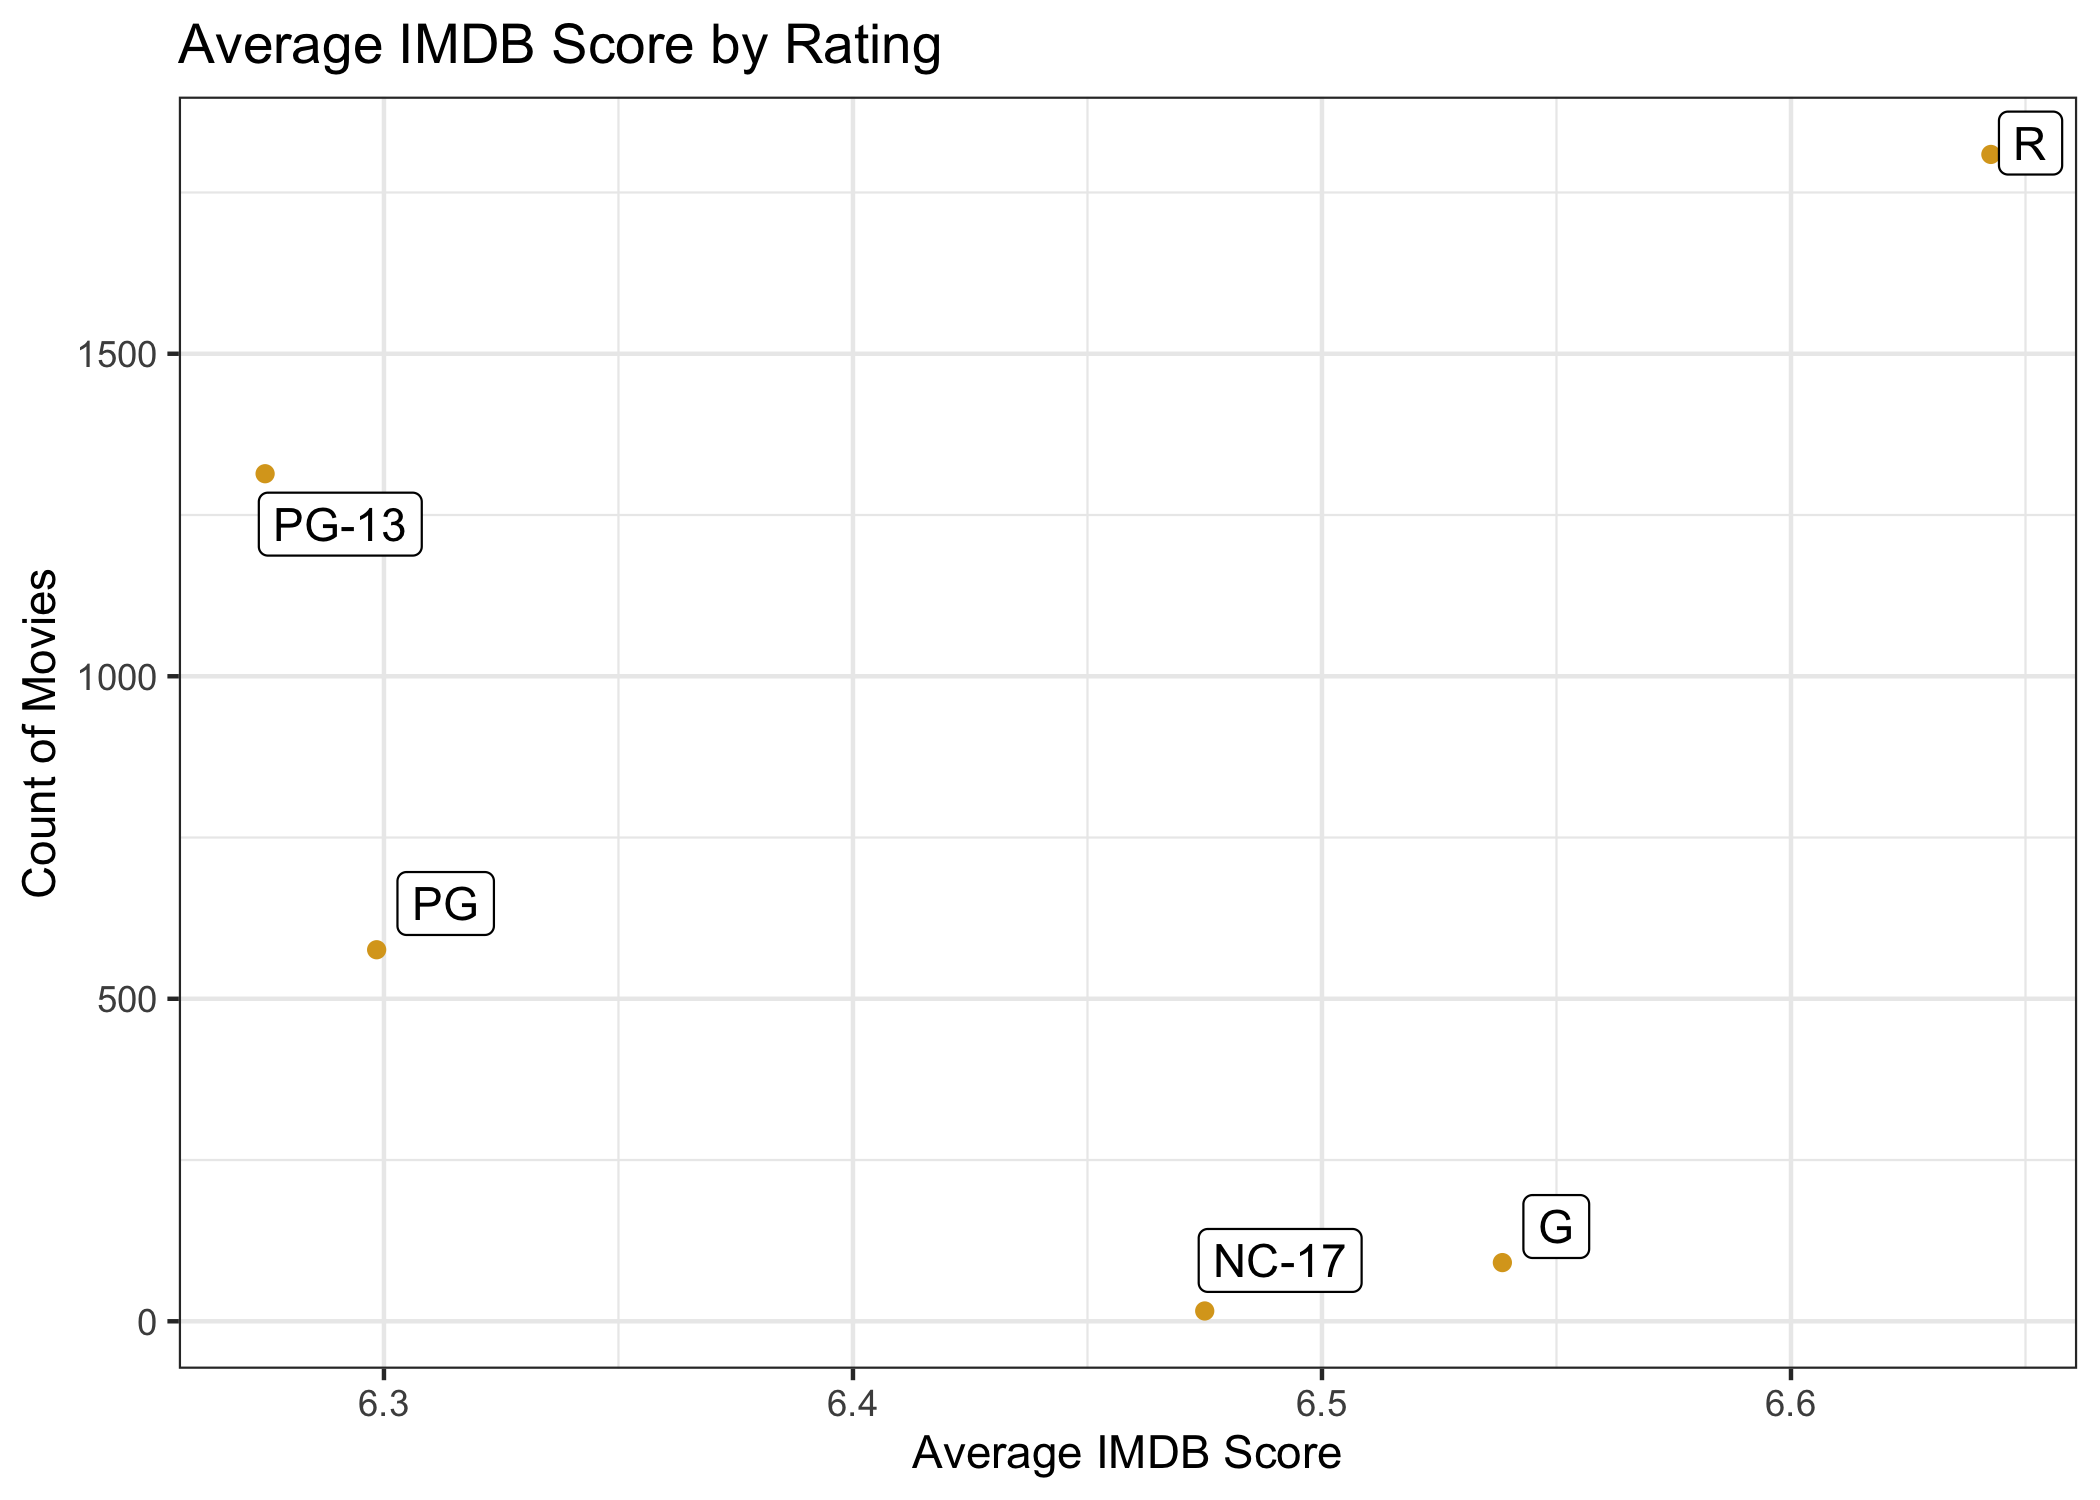 Average IMDB Score by Rating
R
1500
PG-13
1000
Count of Movies
PG
500
G
NC-17
0
6.3 6.4 6.5 6.6
Average IMDB Score